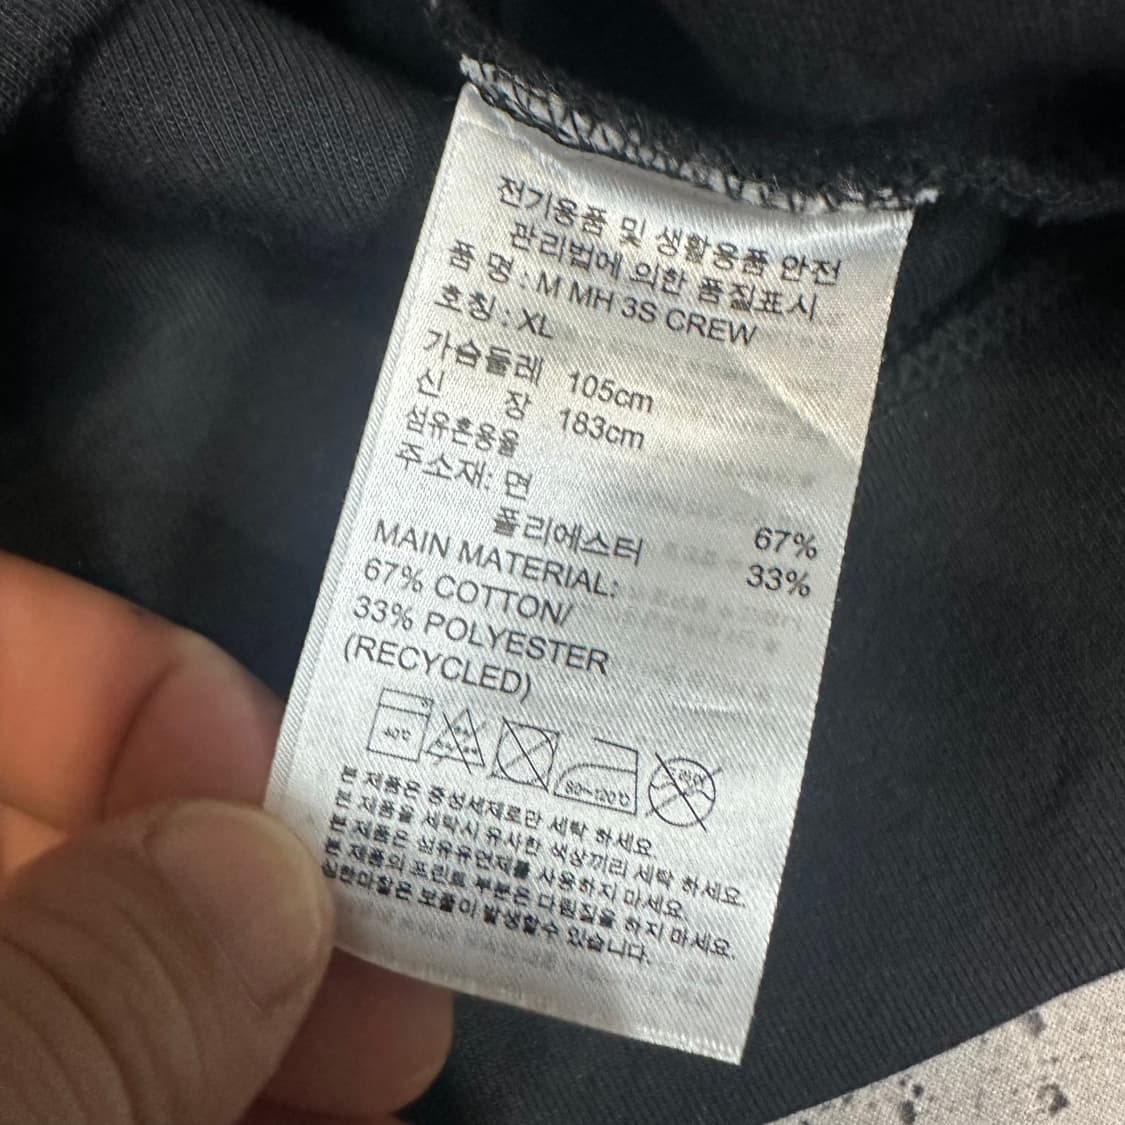 전기용품 및 생활용품 안전
관리법에 의한 품질표시
품 명 : M MH 3S CREW
호칭 : XL
가슴둘레 105cm
신 장 183cm
섬유혼용율
주소재: 면 67%
폴리에스터 33%
MAIN MATERIAL:
67% COTTON/
33% POLYESTER
(RECYCLED)
40℃
80~120℃
드라이
본 제품은 중성세제로만 세탁 하세요.
본 제품을 세탁시 유사한 색상끼리 세탁 하세요.
본 제품은 섬유유연제를 사용하지 마세요.
본 제품의 프린트 부분은 다림질을 하지 마세요.
심한마찰은 보풀이 발생할수 있습니다.